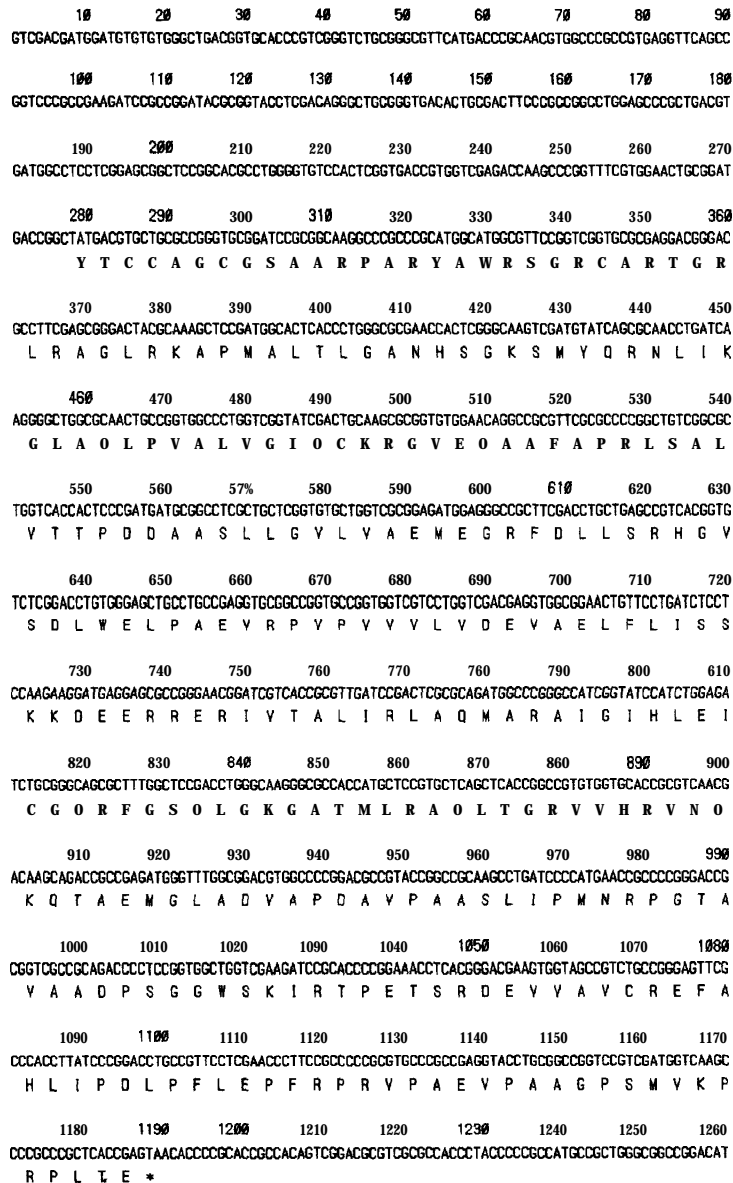 10 20 30 40 50 60 70 80 90
GTCGACGATGGATGTGTGTGGGCTGACGGTGCACCCGTCGGGTCTGCGGGCGTTCATGACCCGCAACGTGGCCCGCCGTGAGGTTCAGCC
100 110 120 130 140 150 160 170 180
GGTCCCGCCGAAGATCCGCCGGATACGCGGTACCTCGACAGGGCTGCGGGTGACACTGCGACTTCCCGCCGGCCTGGAGCCCGCTGACGT
190 200 210 220 230 240 250 260 270
GATGGCCTCCTCGGAGCGGCTCCGGCACGCCTGGGGTGTCCACTCGGTGACCGTGGTCGAGACCAAGCCCGGTTTCGTGGAACTGCGGAT
280 290 300 310 320 330 340 350 360
GACCGGCTATGACGTGCTGCGCCGGGTGCGGATCCGCGGCAAGGCCCGCCCGCATGGCATGGCGTTCCGGTCGGTGCGCGAGGACGGGAC
Y T C C A G C G S A A R P A R Y A W R S G R C A R T G R
370 380 390 400 410 420 430 440 450
GCCTTCGAGCGGGACTACGCAAAGCTCCGATGGCACTCACCCTGGGCGCGAACCACTCGGGCAAGTCGATGTATCAGCGCAACCTGATCA
L R A G L R K A P M A L T L G A N H S G K S M Y Q R N L I K
460 470 480 490 500 510 520 530 540
AGGGGCTGGCGCAACTGCCGGTGGCCCTGGTCGGTATCGACTGCAAGCGCGGTGTGGAACAGGCCGCGTTCGCGCCCCGGCTGTCGGCGC
G L A O L P V A L V G I O C K R G V E O A A F A P R L S A L
550 560 57% 580 590 600 610 620 630
TGGTCACCACTCCCGATGATGCGGCCTCGCTGCTCGGTGTGCTGGTCGCGGAGATGGAGGGCCGCTTCGACCTGCTGAGCCGTCACGGTG
V T T P D D A A S L L G V L V A E M E G R F D L L S R H G V
640 650 660 670 680 690 700 710 720
TCTCGGACCTGTGGGAGCTGCCTGCCGAGGTGCGGCCGGTGCCGGTGGTCGTCCTGGTCGACGAGGTGGCGGAACTGTTCCTGATCTCCT
S D L W E L P A E V R P V P V V V L V D E V A E L F L I S S
730 740 750 760 770 780 790 800 610
CCAAGAAGGATGAGGAGCGCCGGGAACGGATCGTCACCGCGTTGATCCGACTCGCGCAGATGGCCCGGGCCATCGGTATCCATCTGGAGA
K K D E E R R E R I V T A L I R L A Q M A R A I G I H L E I
820 830 840 850 860 870 860 890 900
TCTGCGGGCAGCGCTTTGGCTCCGACCTGGGCAAGGGCGCCACCATGCTCCGTGCTCAGCTCACCGGCCGTGTGGTGCACCGCGTCAACG
C G O R F G S O L G K G A T M L R A O L T G R V V H R V N O
910 920 930 940 950 960 970 980 990
ACAAGCAGACCGCCGAGATGGGTTTGGCGGACGTGGCCCCGGACGCCGTACCGGCCGCAAGCCTGATCCCCATGAACCGCCCCGGGACCG
K Q T A E M G L A D V A P D A V P A A S L I P M N R P G T A
1000 1010 1020 1090 1040 1050 1060 1070 1080
CGGTCGCCGCAGACCCCTCCGGTGGCTGGTCGAAGATCCGCACCCCGGAAACCTCACGGGACGAAGTGGTAGCCGTCTGCCGGGAGTTCG
V A A D P S G G W S K I R T P E T S R D E V V A V C R E F A
1090 1100 1110 1120 1130 1140 1150 1160 1170
CCCACCTTATCCCGGACCTGCCGTTCCTCGAACCCTTCCGCCCCCGCGTGCCCGCCGAGGTACCTGCGGCCGGTCCGTCGATGGTCAAGC
H L I P D L P F L E P F R P R V P A E V P A A G P S M V K P
1180 1190 1200 1210 1220 1230 1240 1250 1260
CCCGCCCGCTCACCGAGTAACACCCCGCACCGCCACAGTCGGACGCGTCGCGCCACCCTACCCCCGCCATGCCGCTGGGCGGCCGGACAT
R P L T E *